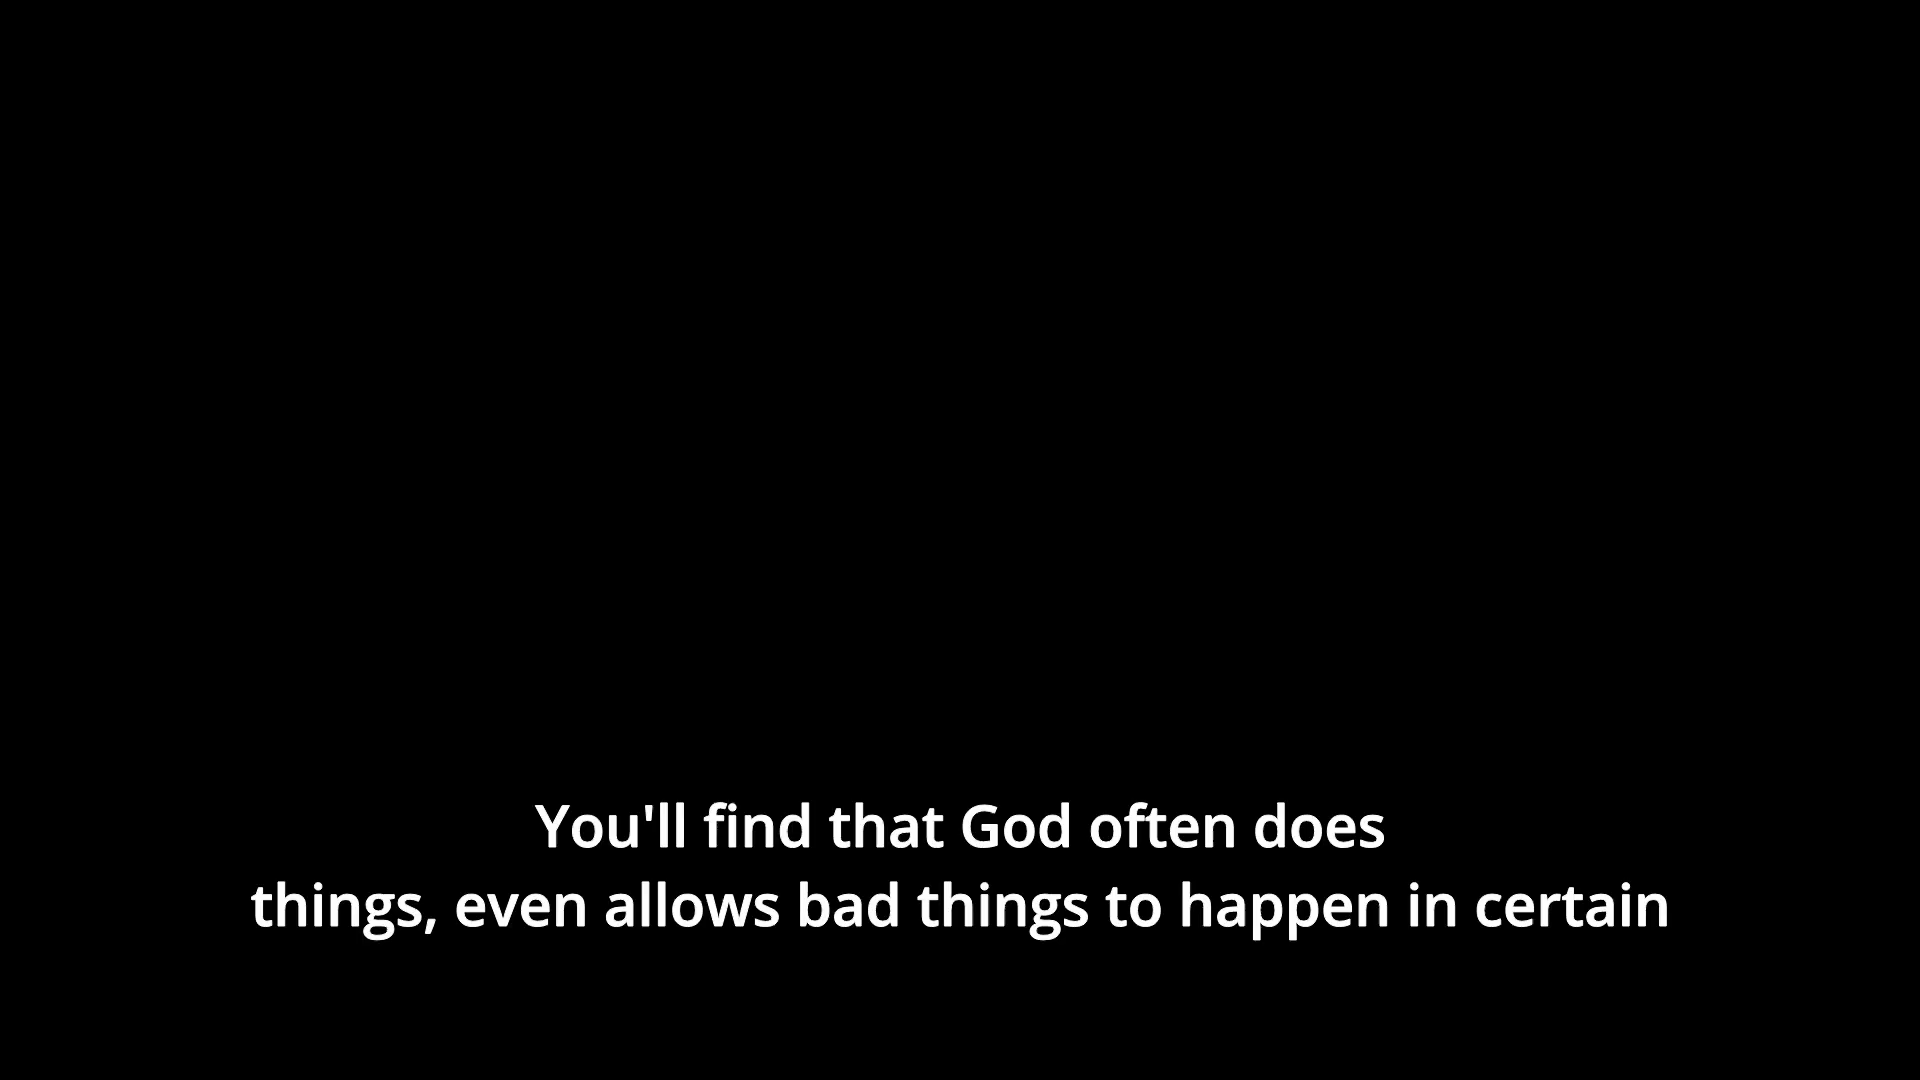 You'll find that God often does
things, even allows bad things to happen in certain